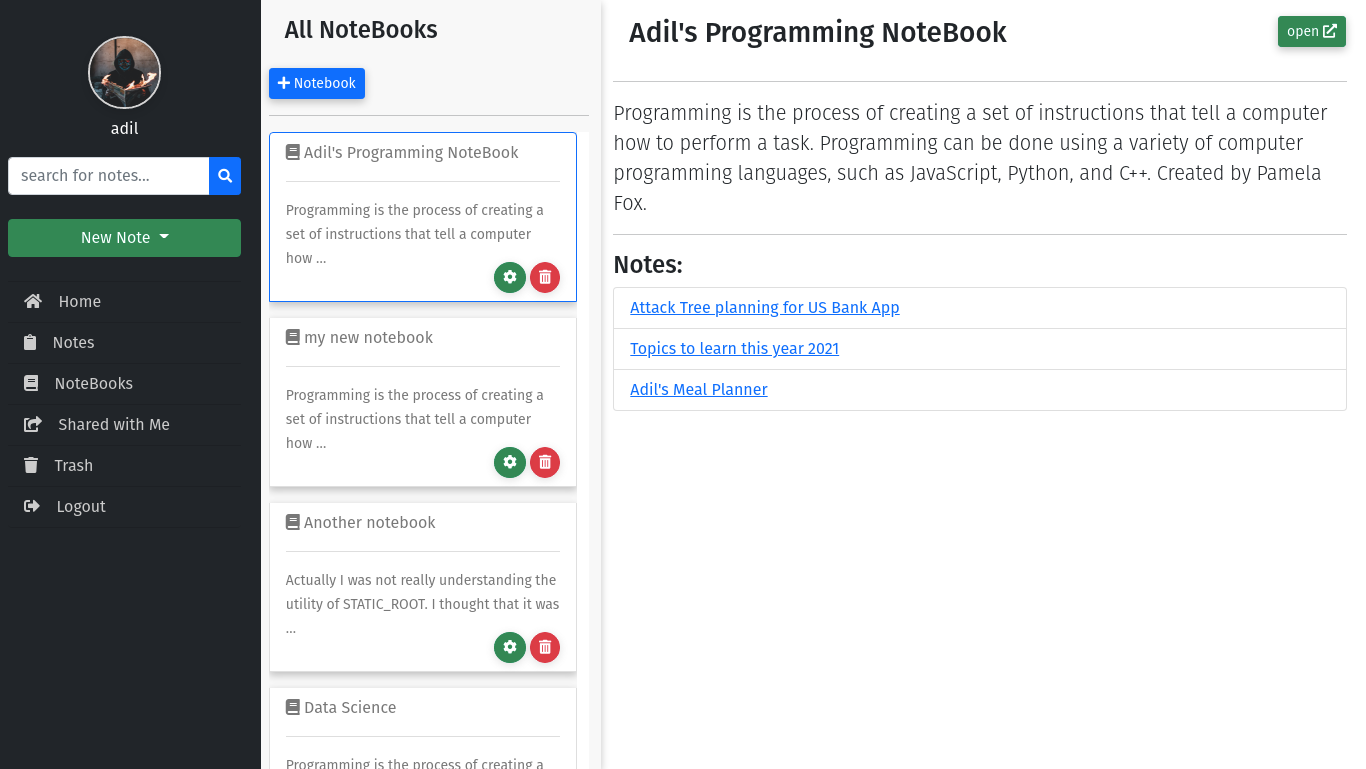 adil
search for notes...
New Note
Home
Notes
NoteBooks
Shared with Me
Trash
Logout
All NoteBooks
Notebook
Adil's Programming NoteBook
Programming is the process of creating a
set of instructions that tell a computer
how ...
my new notebook
Programming is the process of creating a
set of instructions that tell a computer
how ...
Another notebook
Actually I was not really understanding the
utility of STATIC_ROOT. I thought that it was
...
Data Science
Programming is the process of creating a
Adil's Programming NoteBook
open
Programming is the process of creating a set of instructions that tell a computer
how to perform a task. Programming can be done using a variety of computer
programming languages, such as JavaScript, Python, and C++. Created by Pamela
Fox.
Notes:
Attack Tree planning for US Bank App
Topics to learn this year 2021
Adil's Meal Planner